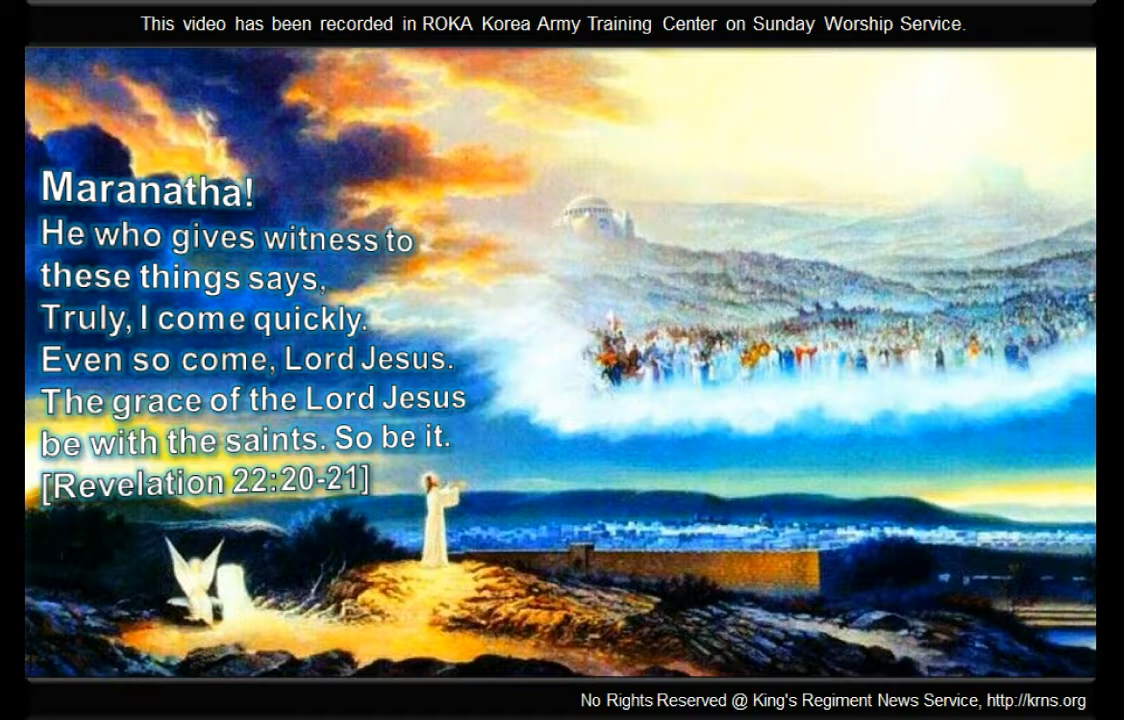 This video has been recorded in ROKA Korea Army Training Center on Sunday Worship Service.
Maranatha!
He who gives witness to
these things says,
Truly, I come quickly.
Even so come, Lord Jesus.
The grace of the Lord Jesus
be with the saints. So be it.
[Revelation 22:20-21]
No Rights Reserved @ King's Regiment News Service, http://krns.org